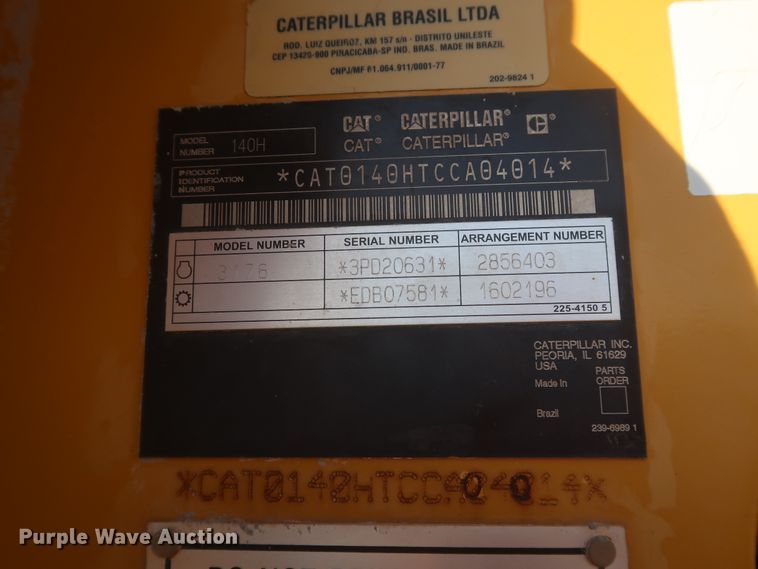 CATERPILLAR BRASIL LTDA
ROD. LUIZ QUEIROZ, KM 157 s/n - DISTRITO UNILESTE
CEP 13420-900 PIRACICABA-SP IND. BRAS. MADE IN BRAZIL
CNPJ/MF 61.064.911/0001-77
202-9824 1
CAT® CATERPILLAR®
MODEL NUMBER 140H
CAT® CATERPILLAR®
PRODUCT IDENTIFICATION NUMBER *CAT0140HTCCA04014*
MODEL NUMBER SERIAL NUMBER ARRANGEMENT NUMBER
3176 *3PD20631* 2856403
*EDB07581* 1602196
225-4150 5
CATERPILLAR INC.
PEORIA, IL 61629
USA
PARTS ORDER
Made In
Brazil
239-6989 1
*CAT0140HTCCA04014*
Purple Wave Auction